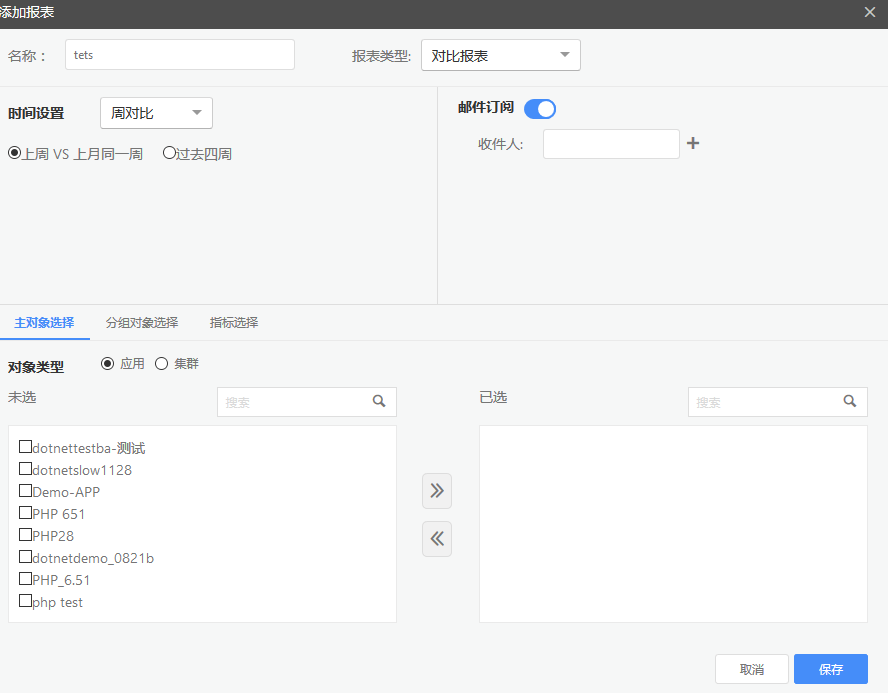 添加报表
名称： tets 报表类型: 对比报表
时间设置 周对比 邮件订阅
上周 VS 上月同一周 过去四周 收件人:
主对象选择 分组对象选择 指标选择
对象类型 应用 集群
未选 搜索 已选 搜索
dotnettestba-测试
dotnetslow1128
Demo-APP
PHP 651
PHP28
dotnetdemo_0821b
PHP_6.51
php test
取消 保存